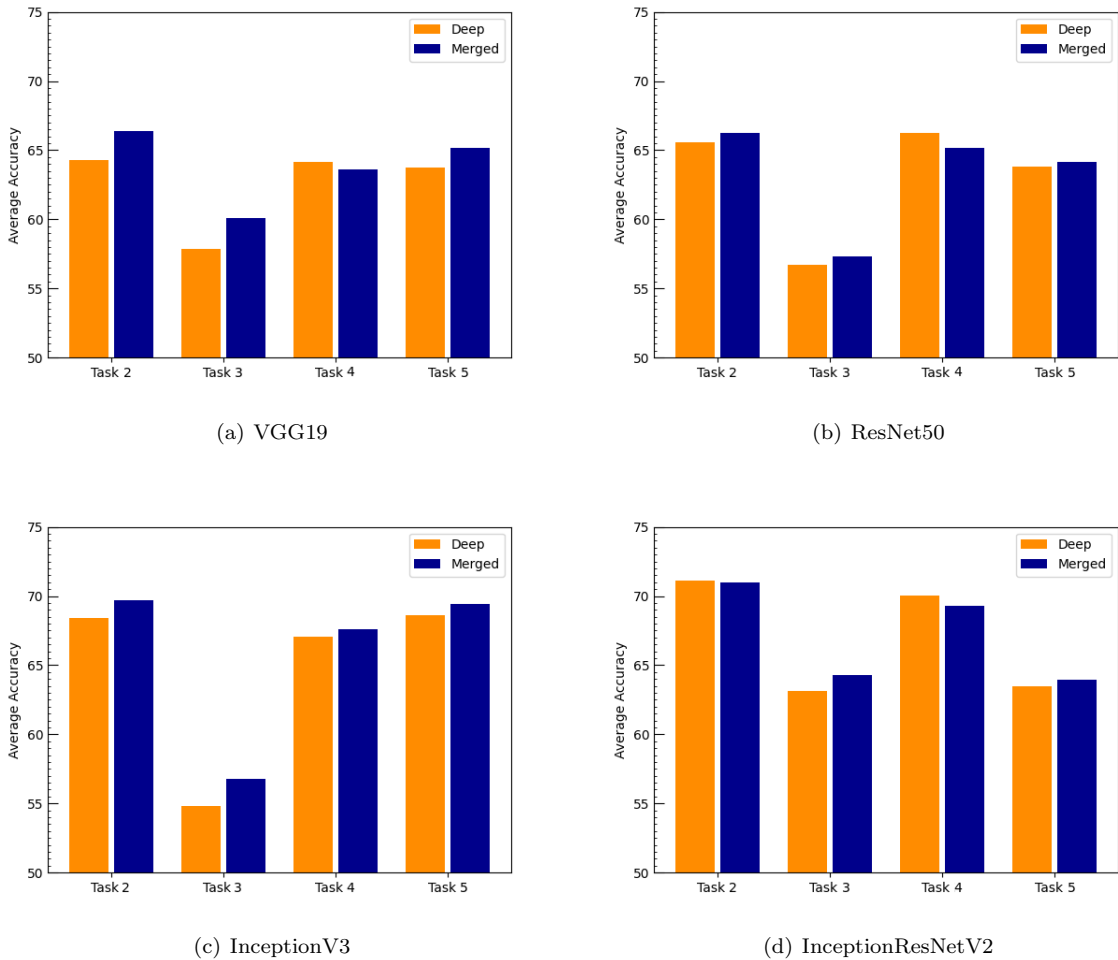 75
70
65
60
55
50
Average Accuracy
Deep
Merged
Task 2
Task 3
Task 4
Task 5
(a) VGG19
75
70
65
60
55
50
Average Accuracy
Deep
Merged
Task 2
Task 3
Task 4
Task 5
(b) ResNet50
75
70
65
60
55
50
Average Accuracy
Deep
Merged
Task 2
Task 3
Task 4
Task 5
(c) InceptionV3
75
70
65
60
55
50
Average Accuracy
Deep
Merged
Task 2
Task 3
Task 4
Task 5
(d) InceptionResNetV2